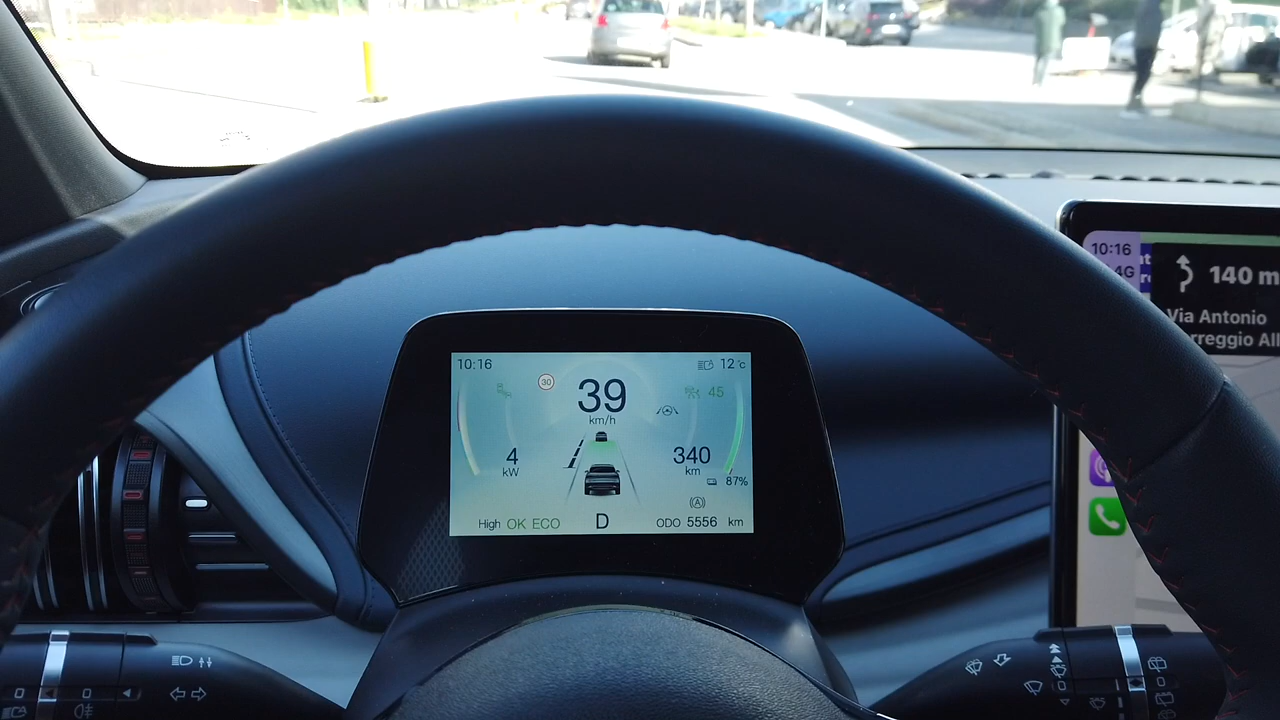 10:16
4G
140 m
Via Antonio
rreggio All
10:16
12 °c
30
39
km/h
45
4
kW
340
km
87%
High OK ECO
D
ODO 5556 km